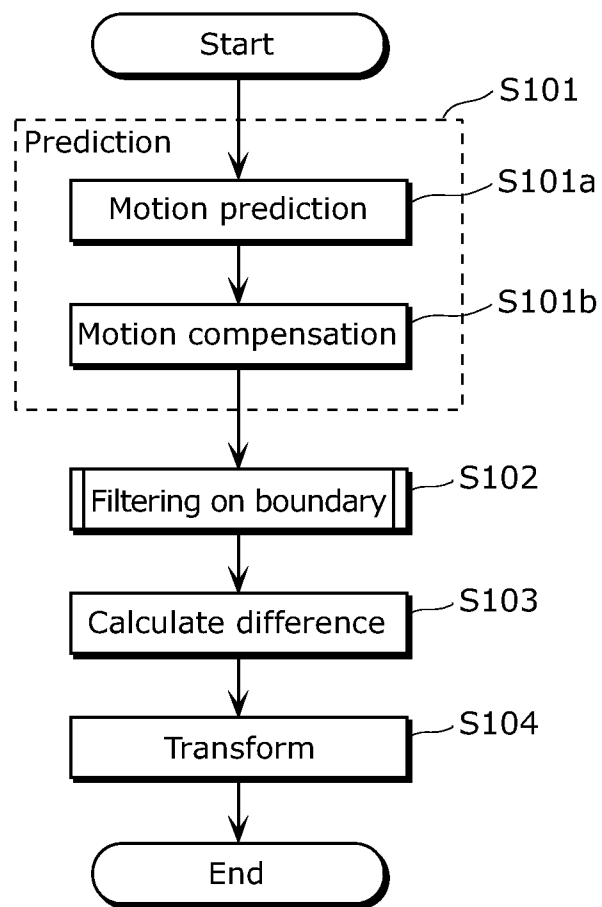 Start
S101
Prediction
Motion prediction
S101a
Motion compensation
S101b
Filtering on boundary
S102
Calculate difference
S103
Transform
S104
End